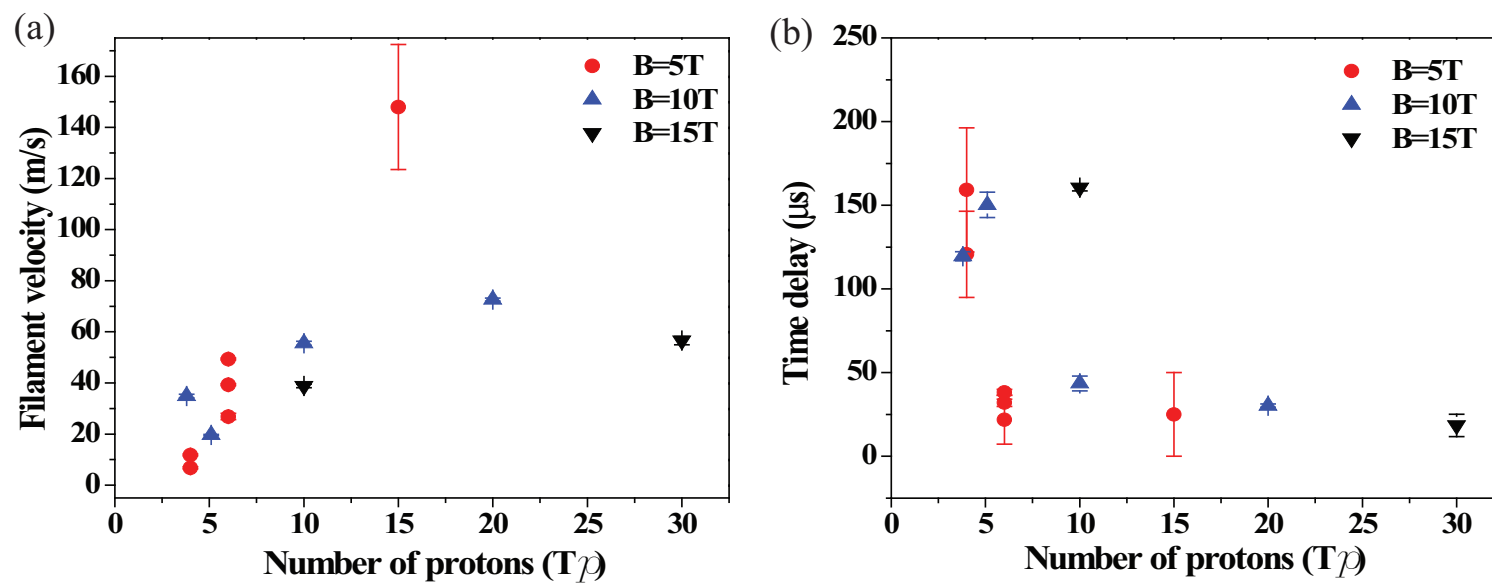 (a)
Filament velocity (m/s)
160
140
120
100
80
60
40
20
0
B=5T
B=10T
B=15T
0 5 10 15 20 25 30
Number of protons (Tp)
(b)
Time delay (μs)
250
200
150
100
50
0
B=5T
B=10T
B=15T
0 5 10 15 20 25 30
Number of protons (Tp)